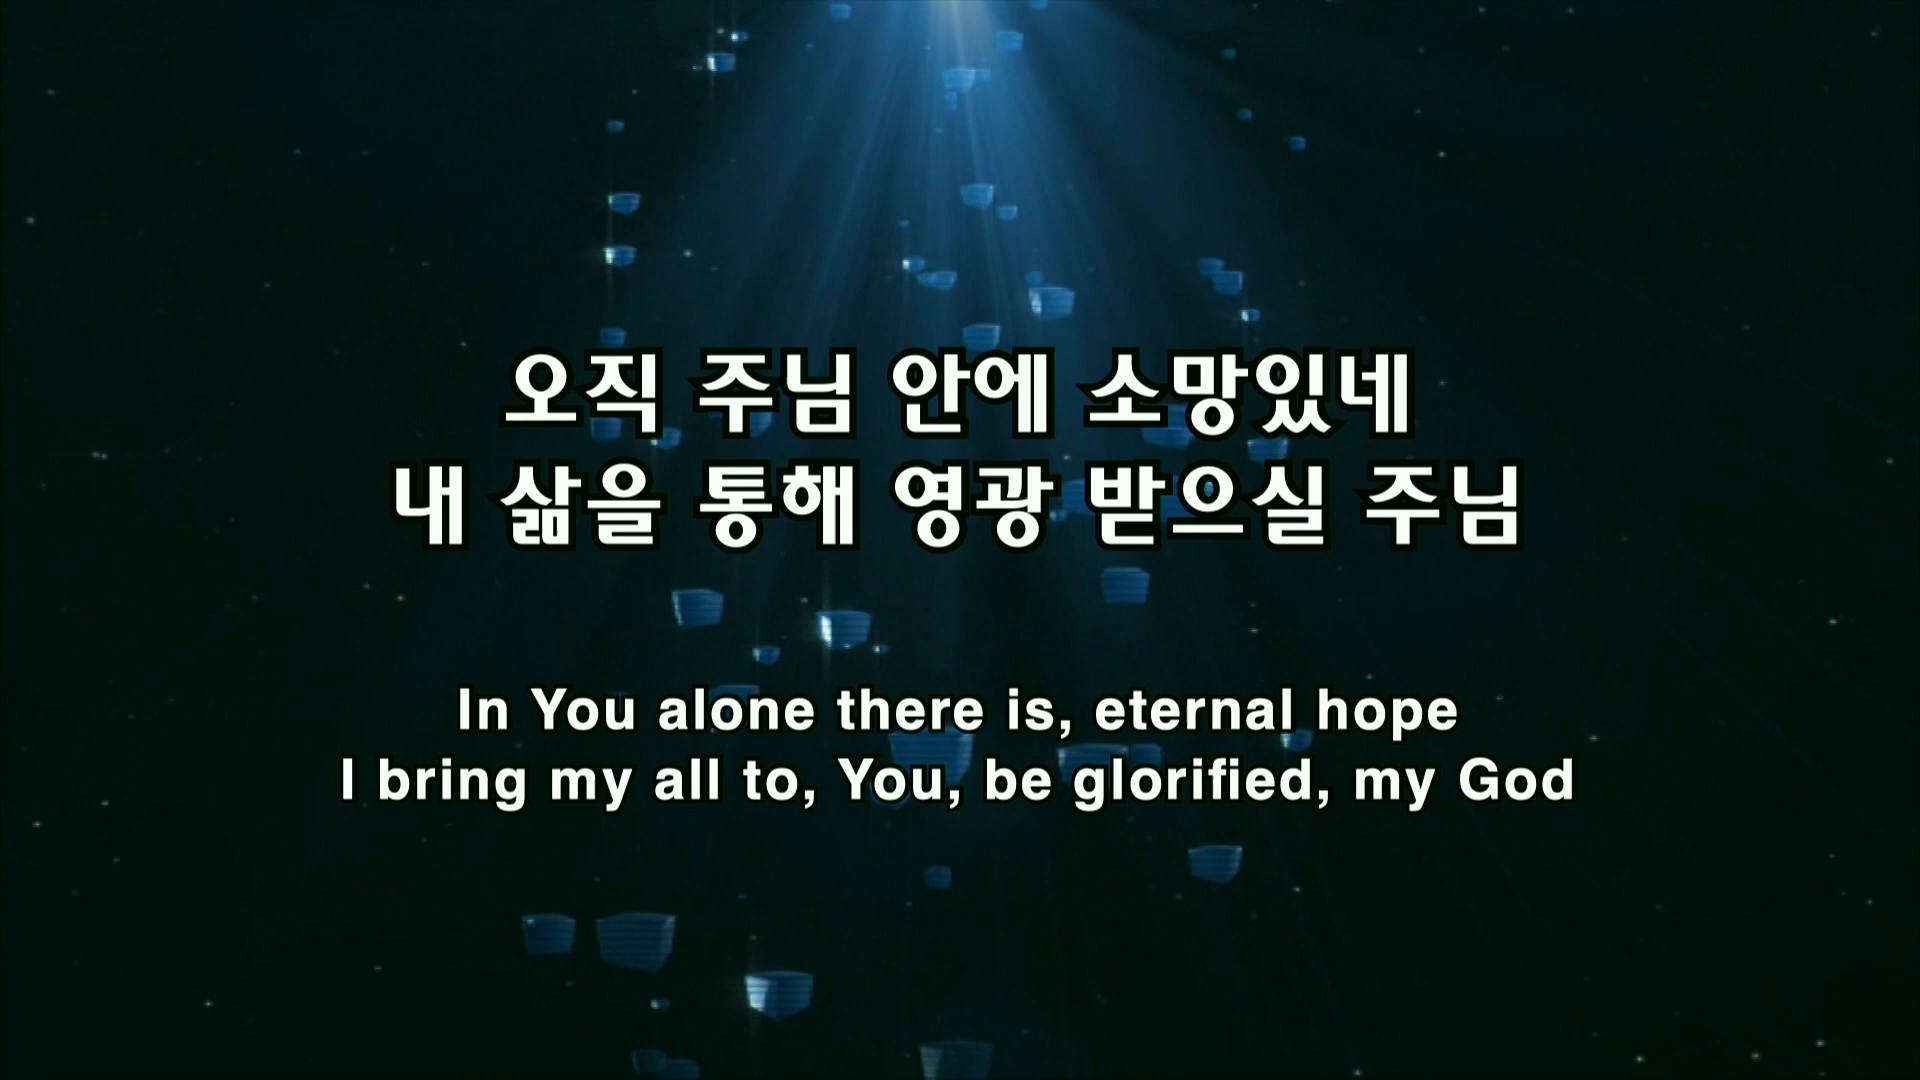 오직 주님 안에 소망있네
내 삶을 통해 영광 받으실 주님
In You alone there is, eternal hope
I bring my all to, You, be glorified, my God